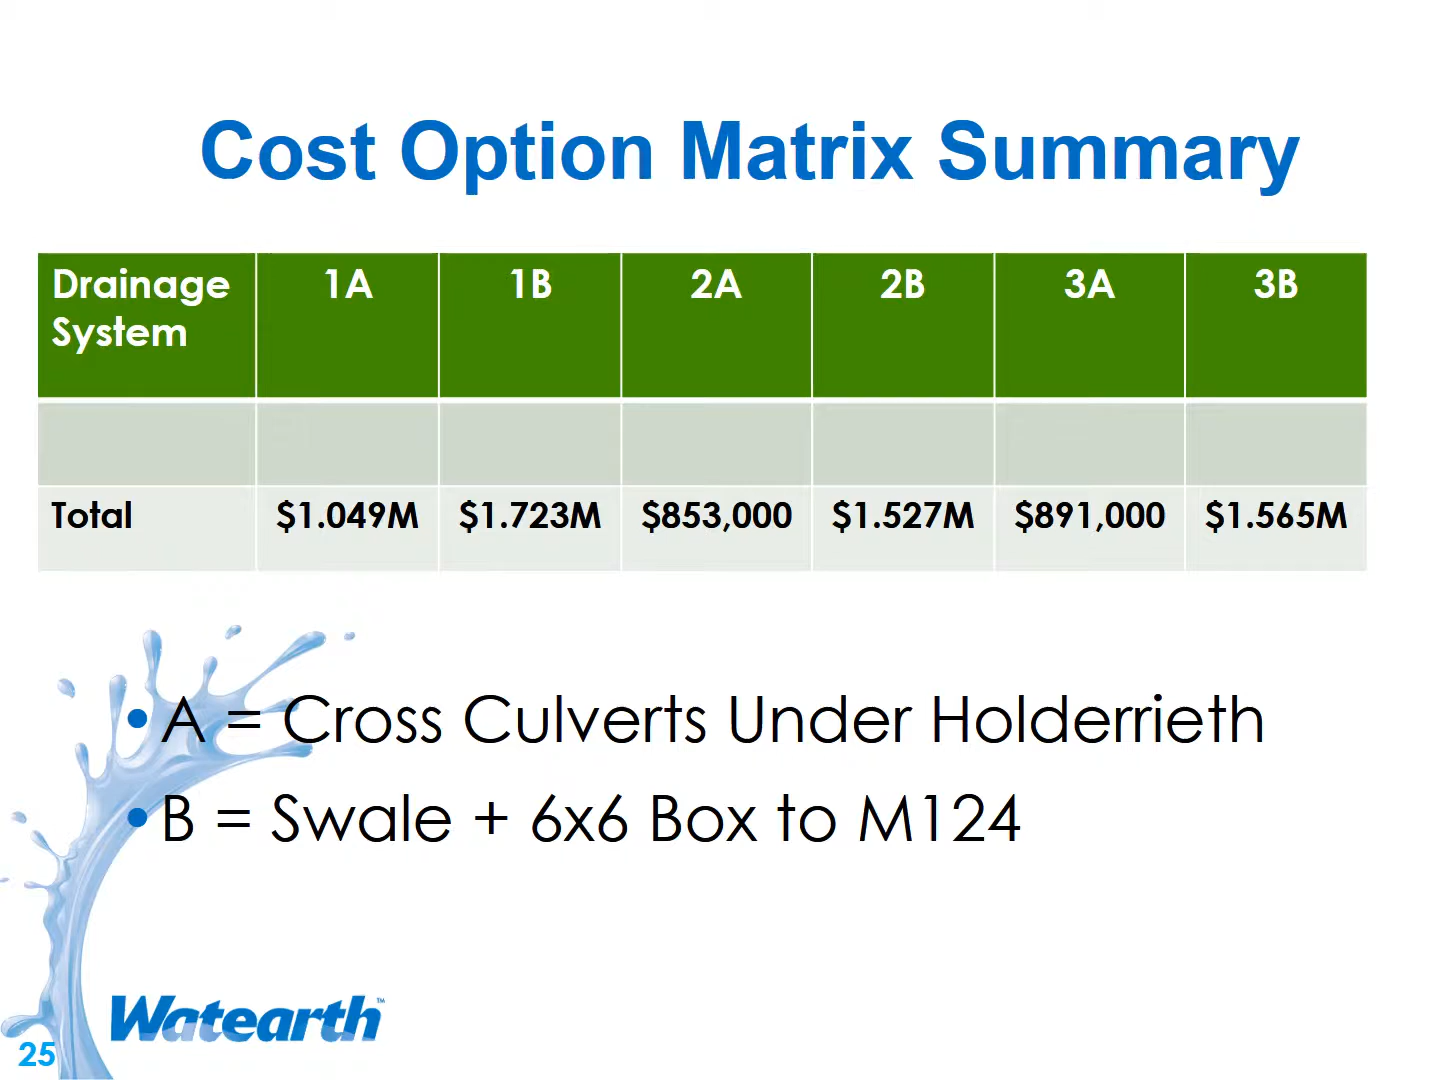 Cost Option Matrix Summary
Drainage System 1A 1B 2A 2B 3A 3B
Total $1.049M $1.723M $853,000 $1.527M $891,000 $1.565M
• A = Cross Culverts Under Holderrieth
• B = Swale + 6x6 Box to M124
Watearth™
25